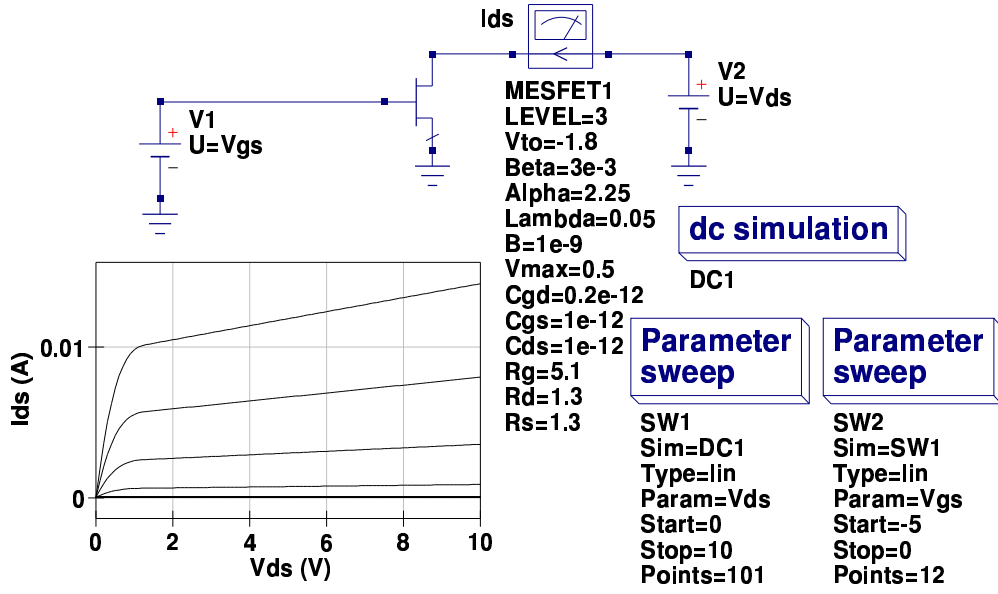 Ids
V1
U=Vgs
V2
U=Vds
MESFET1
LEVEL=3
Vto=-1.8
Beta=3e-3
Alpha=2.25
Lambda=0.05
B=1e-9
Vmax=0.5
Cgd=0.2e-12
Cgs=1e-12
Cds=1e-12
Rg=5.1
Rd=1.3
Rs=1.3
dc simulation
DC1
Parameter
sweep
SW1
Sim=DC1
Type=lin
Param=Vds
Start=0
Stop=10
Points=101
Parameter
sweep
SW2
Sim=SW1
Type=lin
Param=Vgs
Start=-5
Stop=0
Points=12
Ids (A)
0.01
0
0 2 4 6 8 10
Vds (V)